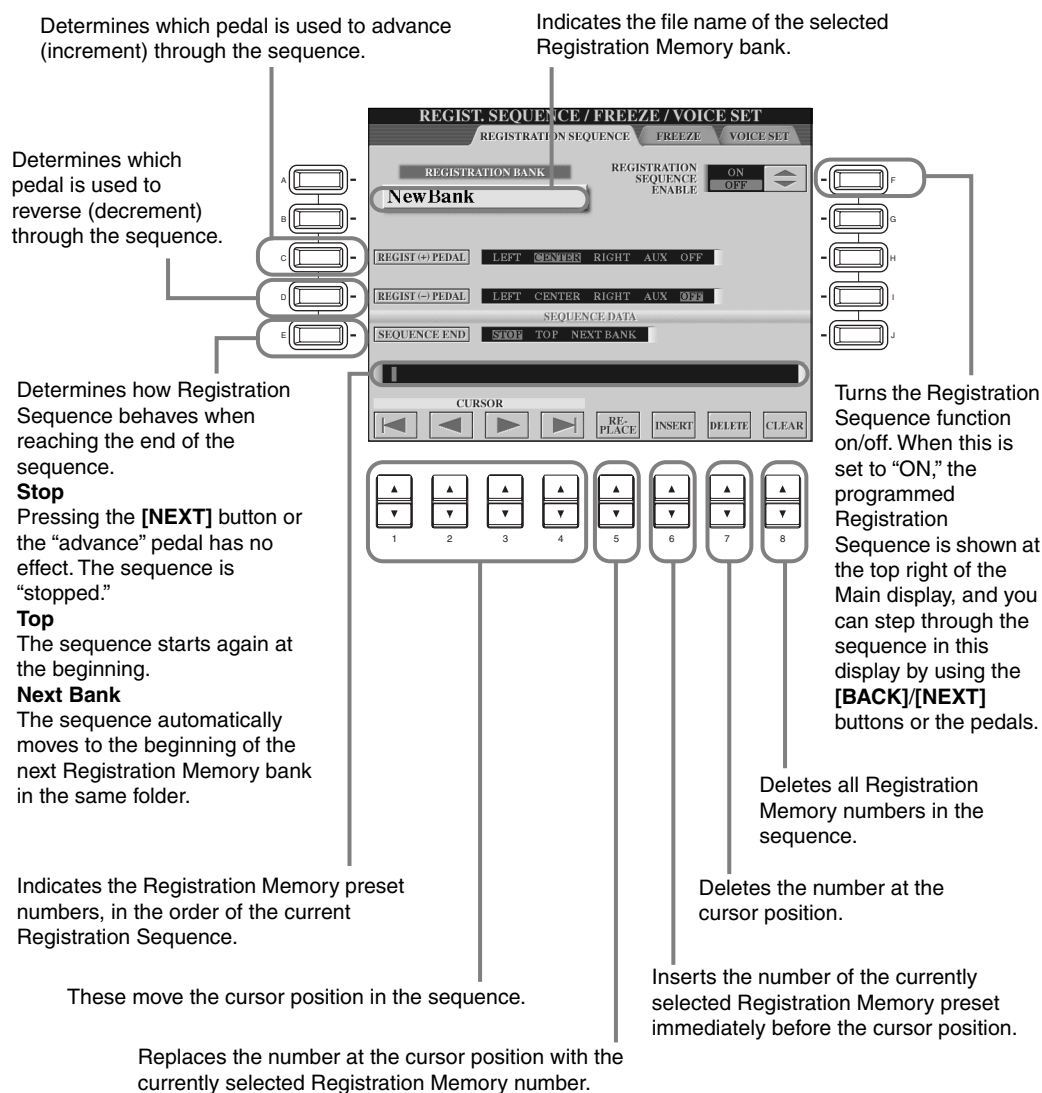 Determines which pedal is used to advance
(increment) through the sequence.
Indicates the file name of the selected
Registration Memory bank.
Determines which
pedal is used to
reverse (decrement)
through the sequence.
REGIST. SEQUENCE / FREEZE / VOICE SET
REGISTRATION SEQUENCE FREEZE VOICE SET
REGISTRATION BANK
NewBank
REGISTRATION
SEQUENCE
ENABLE
ON
OFF
REGIST (+) PEDAL LEFT CENTER RIGHT AUX OFF
REGIST (−) PEDAL LEFT CENTER RIGHT AUX OFF
SEQUENCE DATA
SEQUENCE END STOP TOP NEXT BANK
CURSOR
RE-
PLACE
INSERT DELETE CLEAR
A
B
C
D
E
F
G
H
I
J
1 2 3 4 5 6 7 8
Determines how Registration
Sequence behaves when
reaching the end of the
sequence.
Stop
Pressing the [NEXT] button or
the “advance” pedal has no
effect. The sequence is
“stopped.”
Top
The sequence starts again at
the beginning.
Next Bank
The sequence automatically
moves to the beginning of the
next Registration Memory bank
in the same folder.
Turns the Registration
Sequence function
on/off. When this is
set to “ON,” the
programmed
Registration
Sequence is shown at
the top right of the
Main display, and you
can step through the
sequence in this
display by using the
[BACK]/[NEXT]
buttons or the pedals.
Deletes all Registration
Memory numbers in the
sequence.
Indicates the Registration Memory preset
numbers, in the order of the current
Registration Sequence.
Deletes the number at the
cursor position.
These move the cursor position in the sequence.
Inserts the number of the currently
selected Registration Memory preset
immediately before the cursor position.
Replaces the number at the cursor position with the
currently selected Registration Memory number.